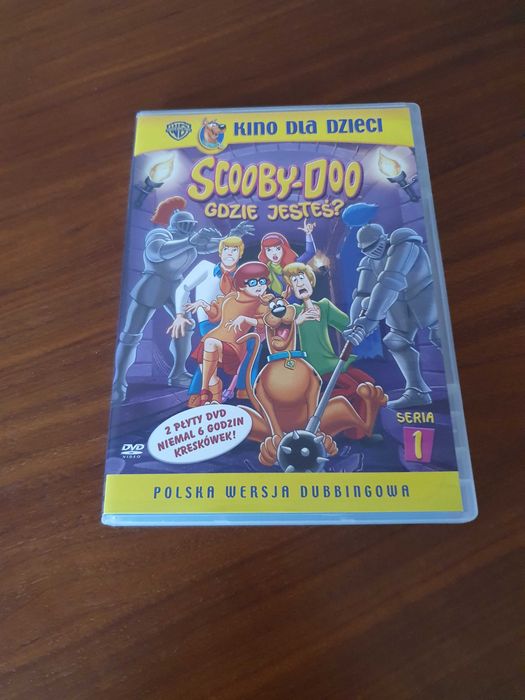 WB
KINO DLA DZIECI
SCOOBY-DOO
GDZIE JESTEŚ?
2 PŁYTY DVD
NIEMAL 6 GODZIN
KRESKÓWEK!
DVD
VIDEO
SERIA
1
POLSKA WERSJA DUBBINGOWA